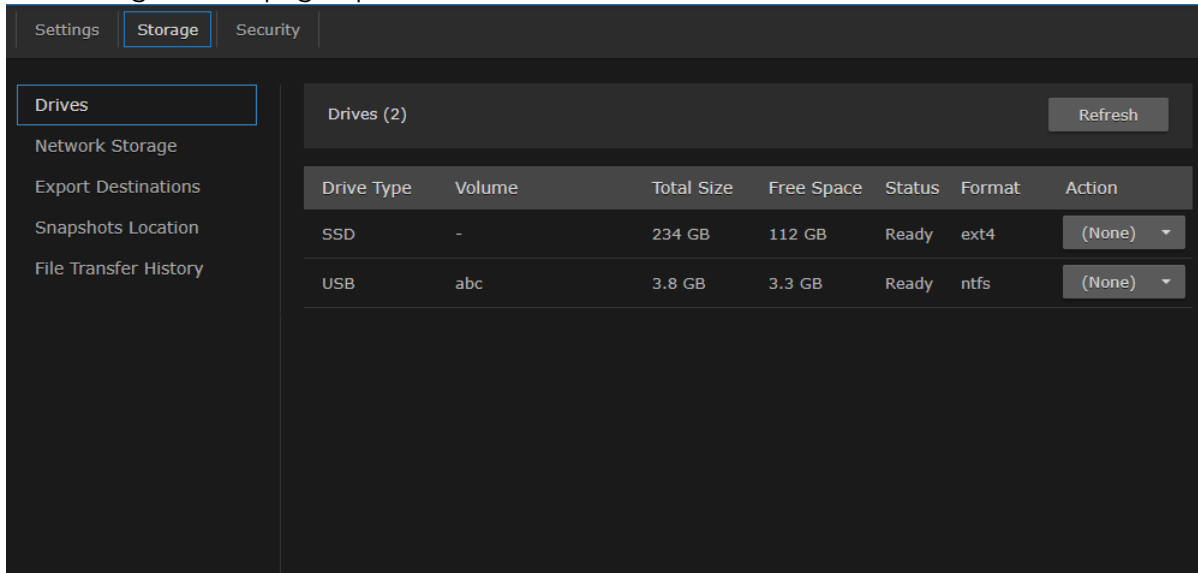 Settings Storage Security
Drives
Network Storage
Export Destinations
Snapshots Location
File Transfer History
Drives (2) Refresh
Drive Type Volume Total Size Free Space Status Format Action
SSD - 234 GB 112 GB Ready ext4 (None)
USB abc 3.8 GB 3.3 GB Ready ntfs (None)